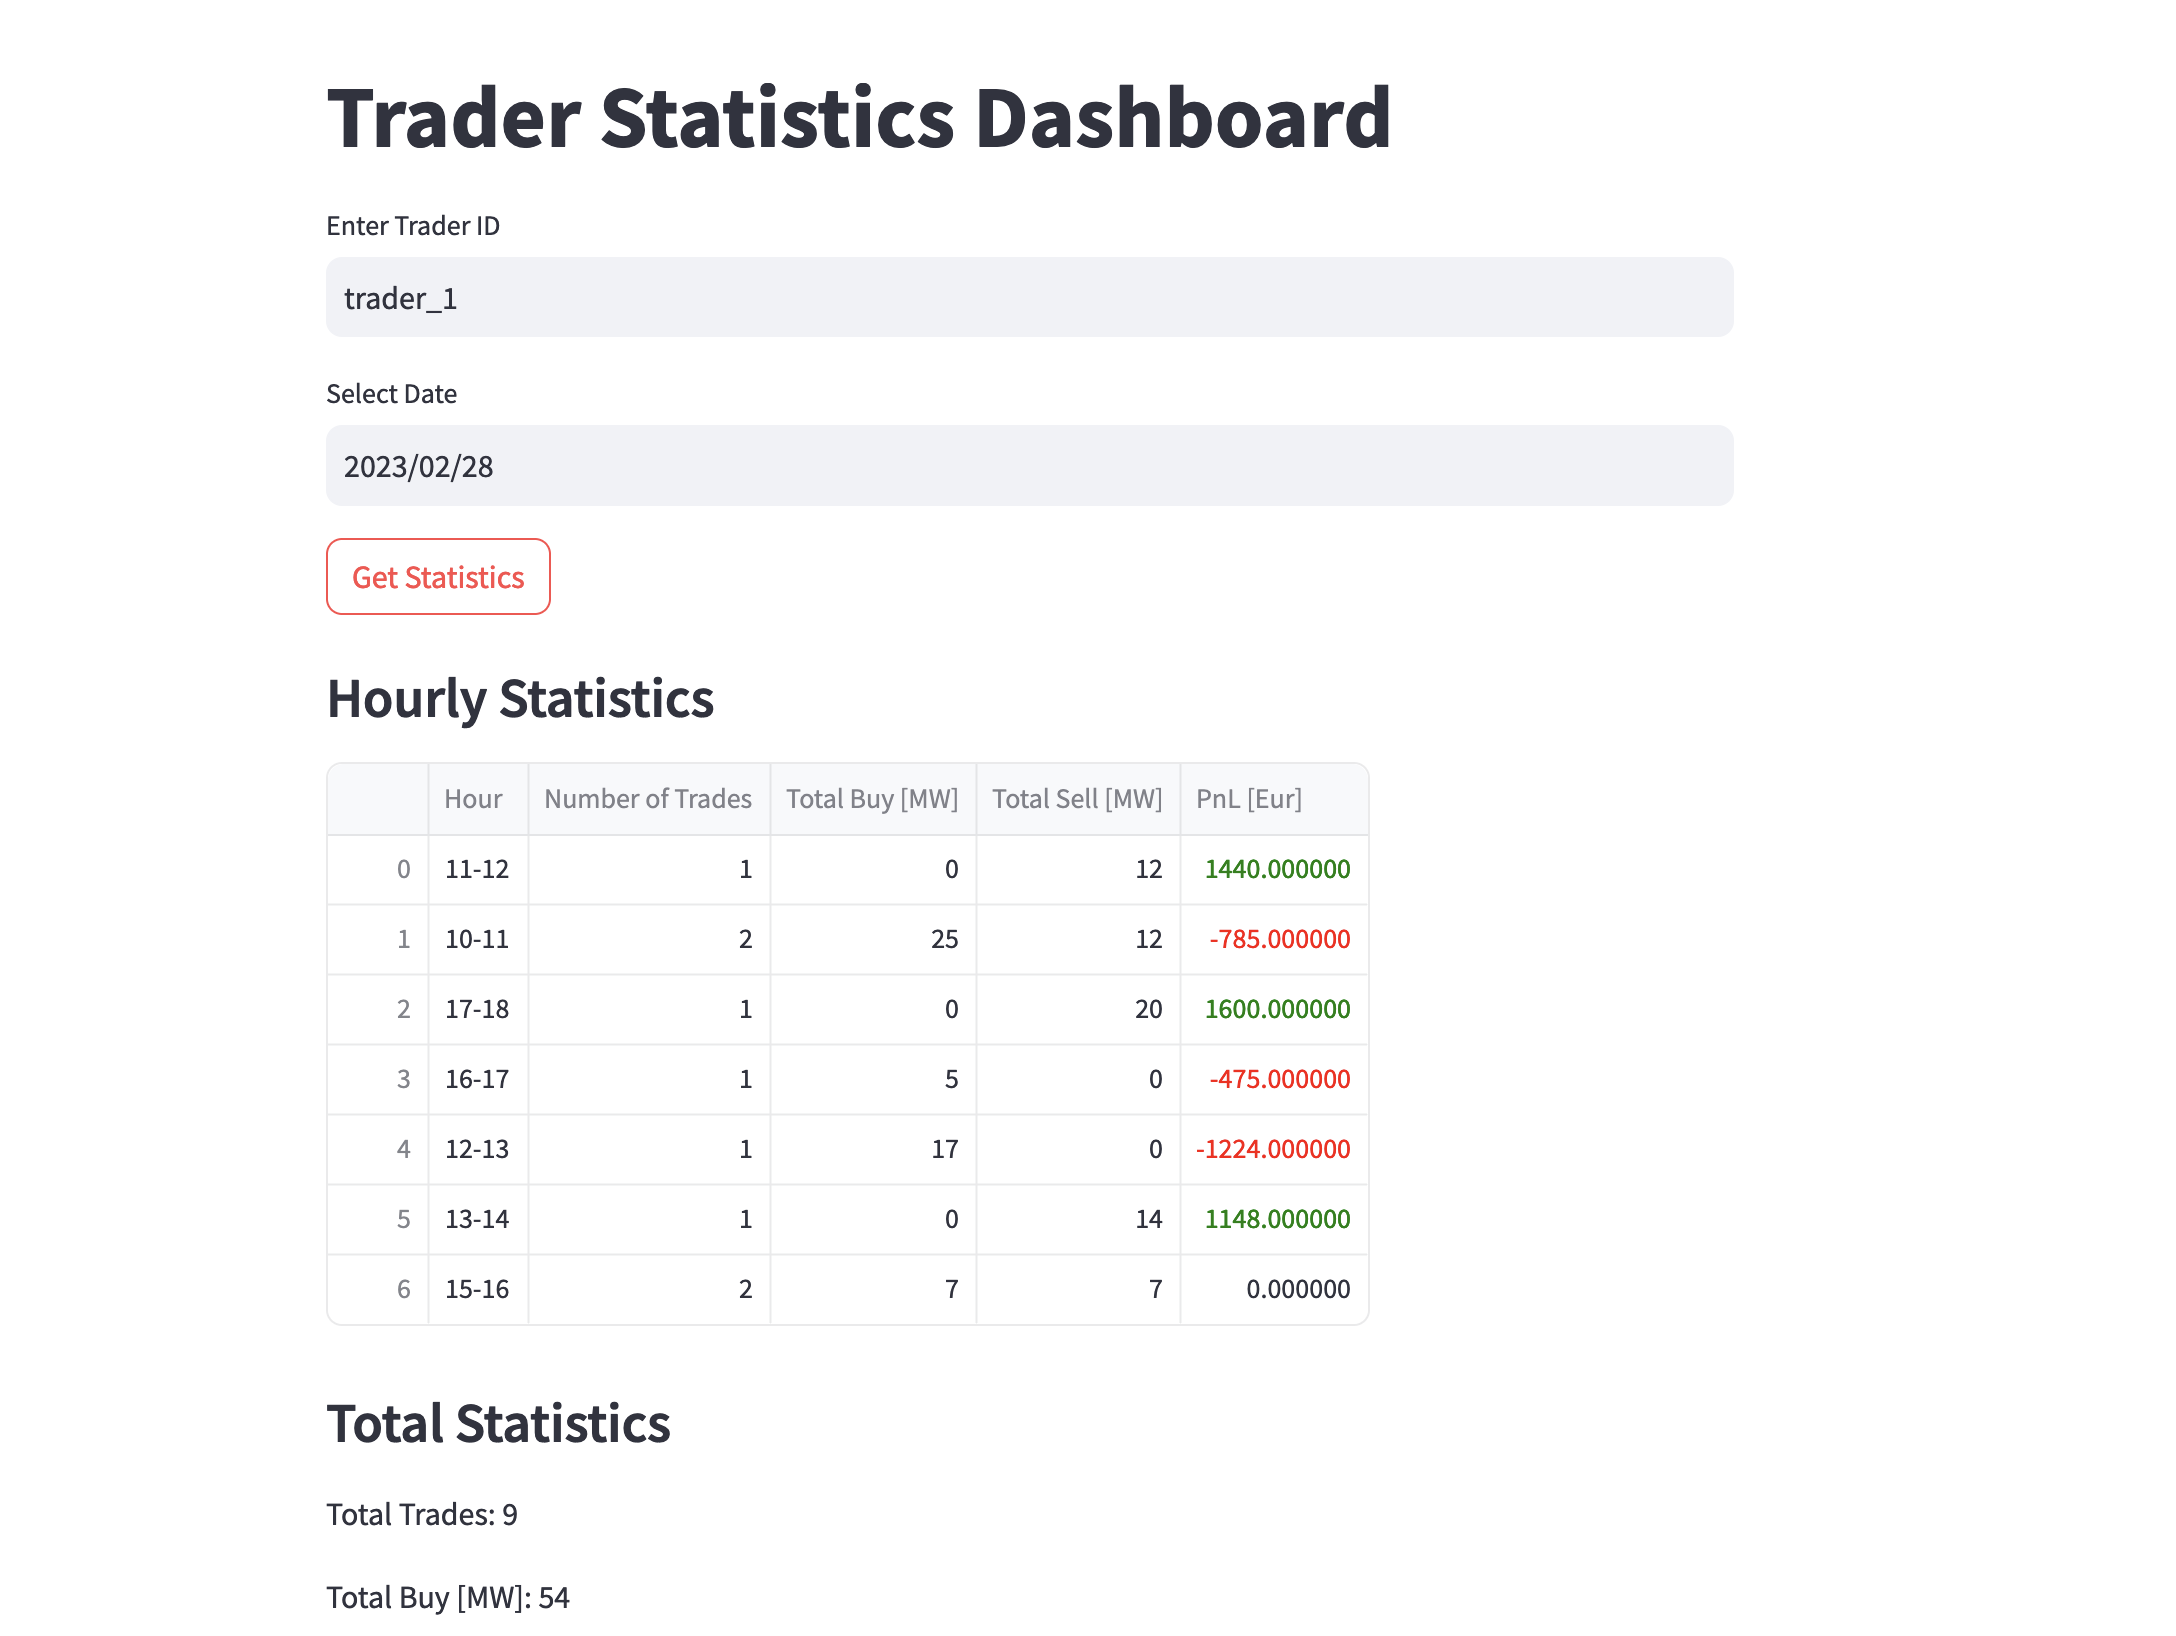 Trader Statistics Dashboard
Enter Trader ID
trader_1
Select Date
2023/02/28
Get Statistics
Hourly Statistics
Hour Number of Trades Total Buy [MW] Total Sell [MW] PnL [Eur]
0 11-12 1 0 12 1440.000000
1 10-11 2 25 12 -785.000000
2 17-18 1 0 20 1600.000000
3 16-17 1 5 0 -475.000000
4 12-13 1 17 0 -1224.000000
5 13-14 1 0 14 1148.000000
6 15-16 2 7 7 0.000000
Total Statistics
Total Trades: 9
Total Buy [MW]: 54